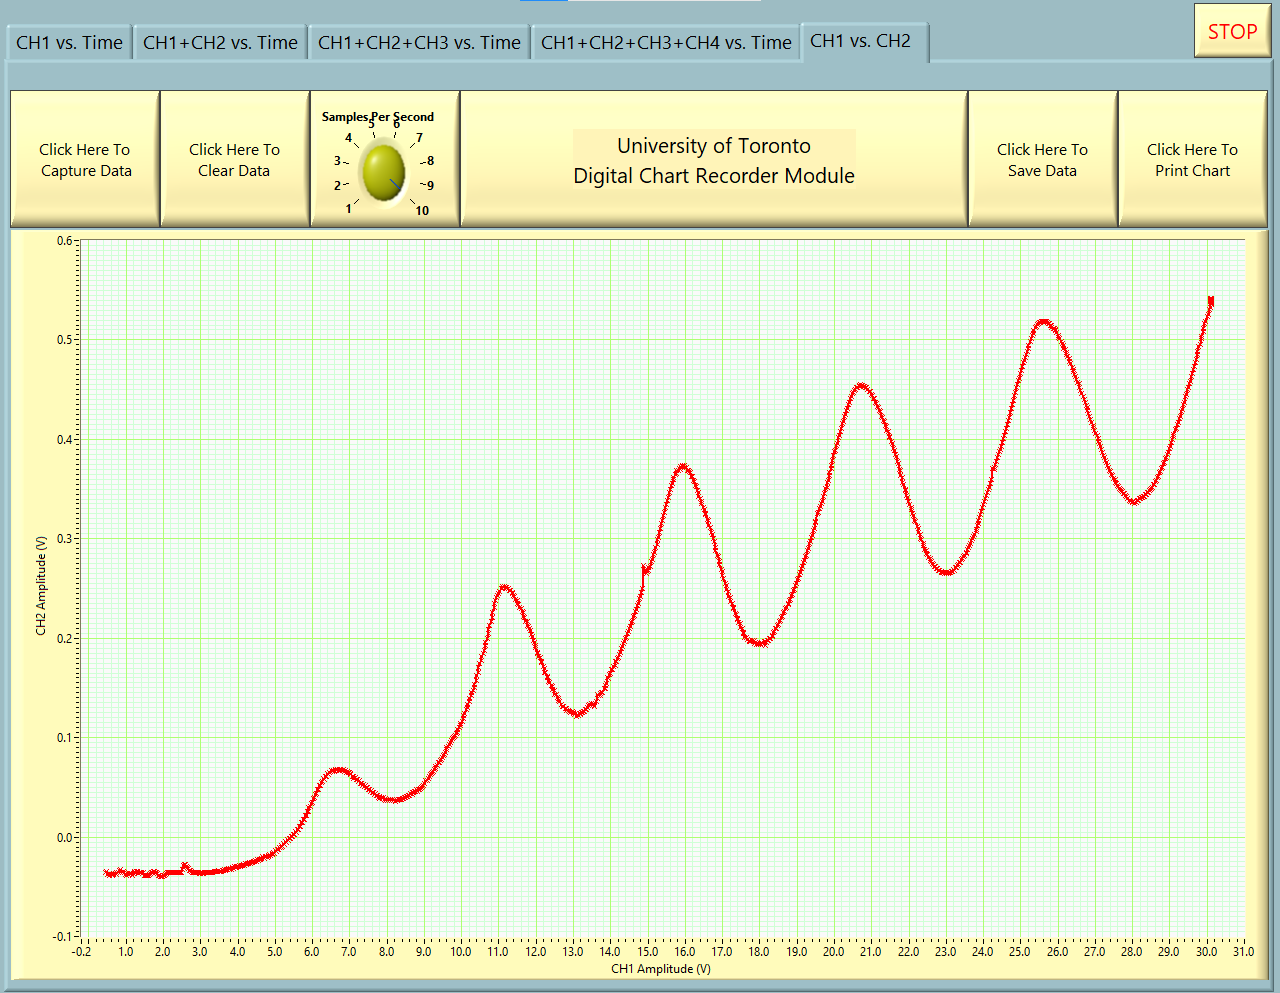 CH1 vs. Time
CH1+CH2 vs. Time
CH1+CH2+CH3 vs. Time
CH1+CH2+CH3+CH4 vs. Time
CH1 vs. CH2
STOP
Click Here To
Capture Data
Click Here To
Clear Data
Samples Per Second
1
2
3
4
5
6
7
8
9
10
University of Toronto
Digital Chart Recorder Module
Click Here To
Save Data
Click Here To
Print Chart
CH2 Amplitude (V)
0.6
0.5
0.4
0.3
0.2
0.1
0.0
-0.1
-0.2 1.0 2.0 3.0 4.0 5.0 6.0 7.0 8.0 9.0 10.0 11.0 12.0 13.0 14.0 15.0 16.0 17.0 18.0 19.0 20.0 21.0 22.0 23.0 24.0 25.0 26.0 27.0 28.0 29.0 30.0 31.0
CH1 Amplitude (V)